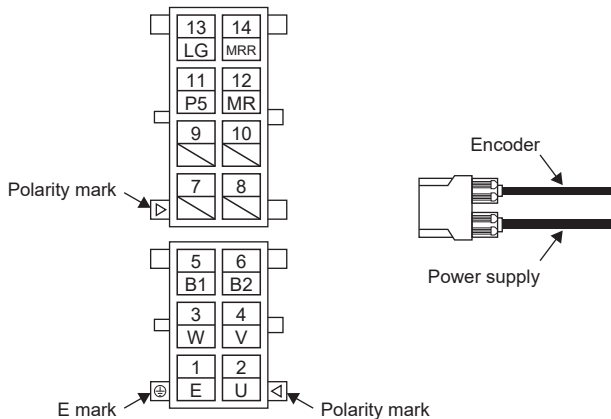 13 14
LG MRR
11 12
P5 MR
9 10
Encoder
7 8
Polarity mark
Power supply
5 6
B1 B2
3 4
W V
1 2
E U
E mark
Polarity mark